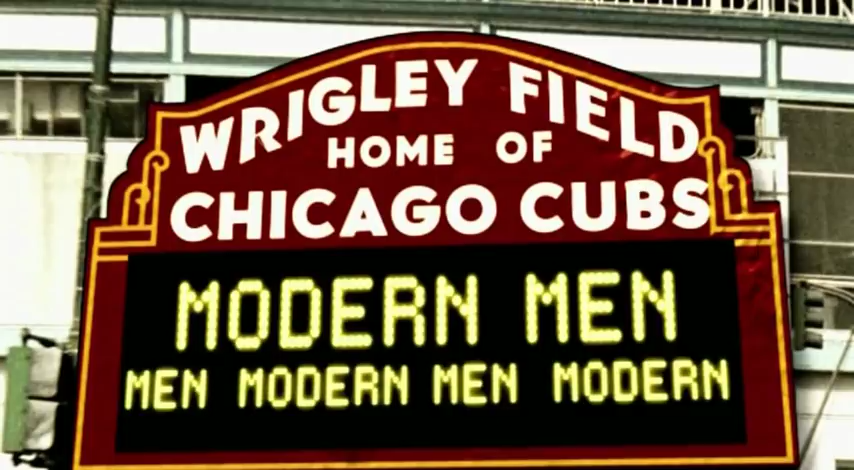 WRIGLEY FIELD
HOME OF
CHICAGO CUBS
MODERN MEN
MEN MODERN MEN MODERN